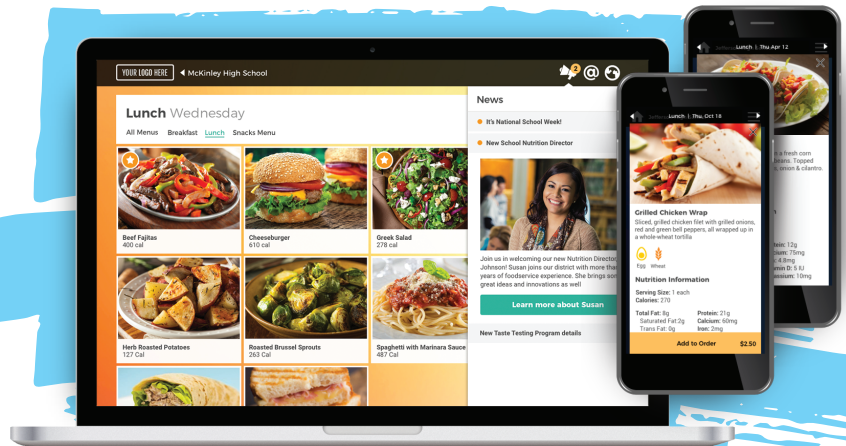 YOUR LOGO HERE
McKinley High School
2
Lunch Wednesday
All Menus Breakfast Lunch Snacks Menu
Beef Fajitas
400 cal
Cheeseburger
610 cal
Greek Salad
278 cal
Herb Roasted Potatoes
127 Cal
Roasted Brussel Sprouts
263 Cal
Spaghetti with Marinara Sauce
487 Cal
News
It's National School Week!
New School Nutrition Director
Join us in welcoming our new Nutrition Director,
Johnson! Susan joins our district with more than
years of foodservice experience. She brings
great ideas and innovations as well
Learn more about Susan
New Taste Testing Program details
Lunch | Thu, Oct 18
Grilled Chicken Wrap
Sliced, grilled chicken filet with grilled onions,
red and green bell peppers, all wrapped up in
a whole-wheat tortilla
Egg Wheat
Nutrition Information
Serving Size: 1 each
Calories: 270
Total Fat: 8g Protein: 21g
Saturated Fat:2g Calcium: 60mg
Trans Fat: 0g Iron: 2mg
Add to Order $2.50
Lunch | Thu Apr 12
a fresh corn
beans. Topped
onion & cilantro.
12g
75mg
4.8mg
D: 5 IU
10mg